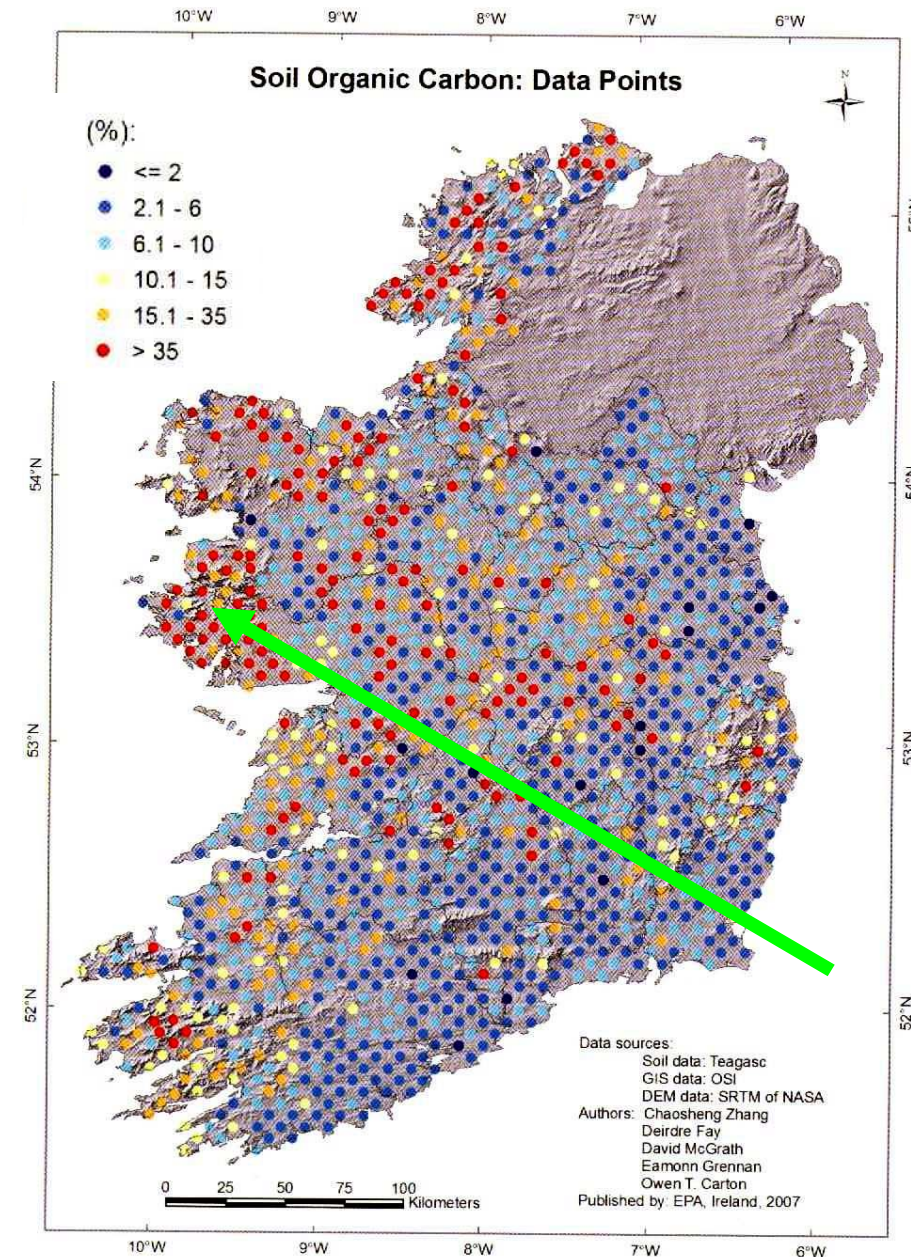 10°W 9°W 8°W 7°W 6°W
Soil Organic Carbon: Data Points
N
(%):
<= 2
2.1 - 6
6.1 - 10
10.1 - 15
15.1 - 35
> 35
54°N 54°N
53°N 53°N
52°N 52°N
Data sources:
Soil data: Teagasc
GIS data: OSI
DEM data: SRTM of NASA
Authors: Chaosheng Zhang
Deirdre Fay
David McGrath
Eamonn Grennan
Owen T. Carton
Published by: EPA, Ireland, 2007
0 25 50 75 100
Kilometers
10°W 9°W 8°W 7°W 6°W